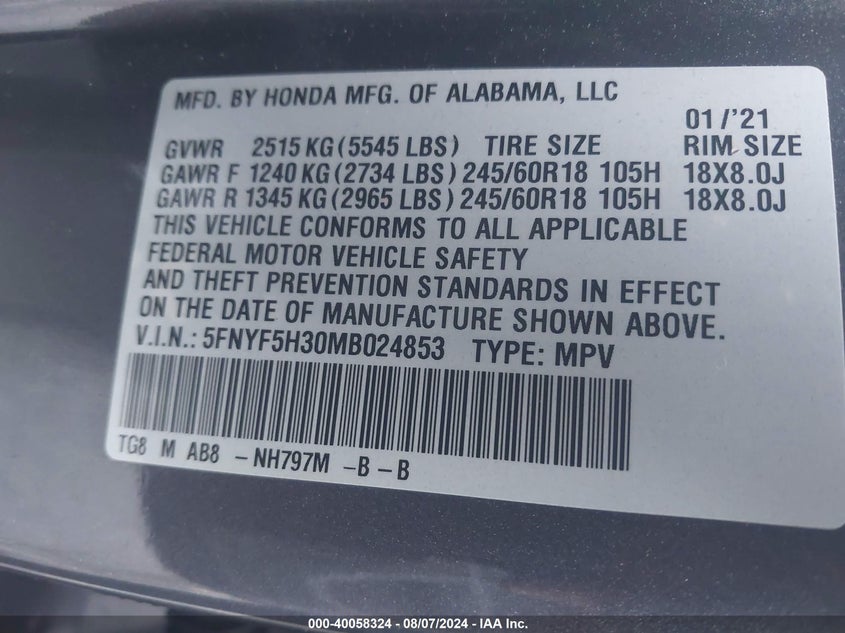 MFD. BY HONDA MFG. OF ALABAMA, LLC
01/'21
GVWR 2515 KG (5545 LBS) TIRE SIZE RIM SIZE
GAWR F 1240 KG (2734 LBS) 245/60R18 105H 18X8.0J
GAWR R 1345 KG (2965 LBS) 245/60R18 105H 18X8.0J
THIS VEHICLE CONFORMS TO ALL APPLICABLE
FEDERAL MOTOR VEHICLE SAFETY
AND THEFT PREVENTION STANDARDS IN EFFECT
ON THE DATE OF MANUFACTURE SHOWN ABOVE.
V.I.N.: 5FNYF5H30MB024853 TYPE: MPV
TG8 M AB8 - NH797M -B - B
000-40058324 - 08/07/2024 - IAA Inc.